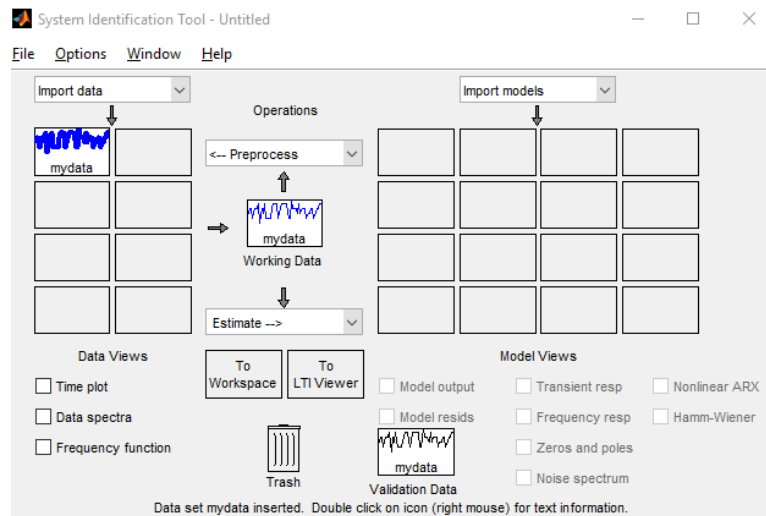 System Identification Tool - Untitled
File Options Window Help
Import data
Import models
Operations
mydata
<-- Preprocess
mydata
Working Data
Estimate -->
Data Views
To Workspace
To LTI Viewer
Model Views
Time plot
Model output
Transient resp
Nonlinear ARX
Data spectra
Model resids
Frequency resp
Hamm-Wiener
Frequency function
Zeros and poles
mydata
Noise spectrum
Trash
Validation Data
Data set mydata inserted. Double click on icon (right mouse) for text information.